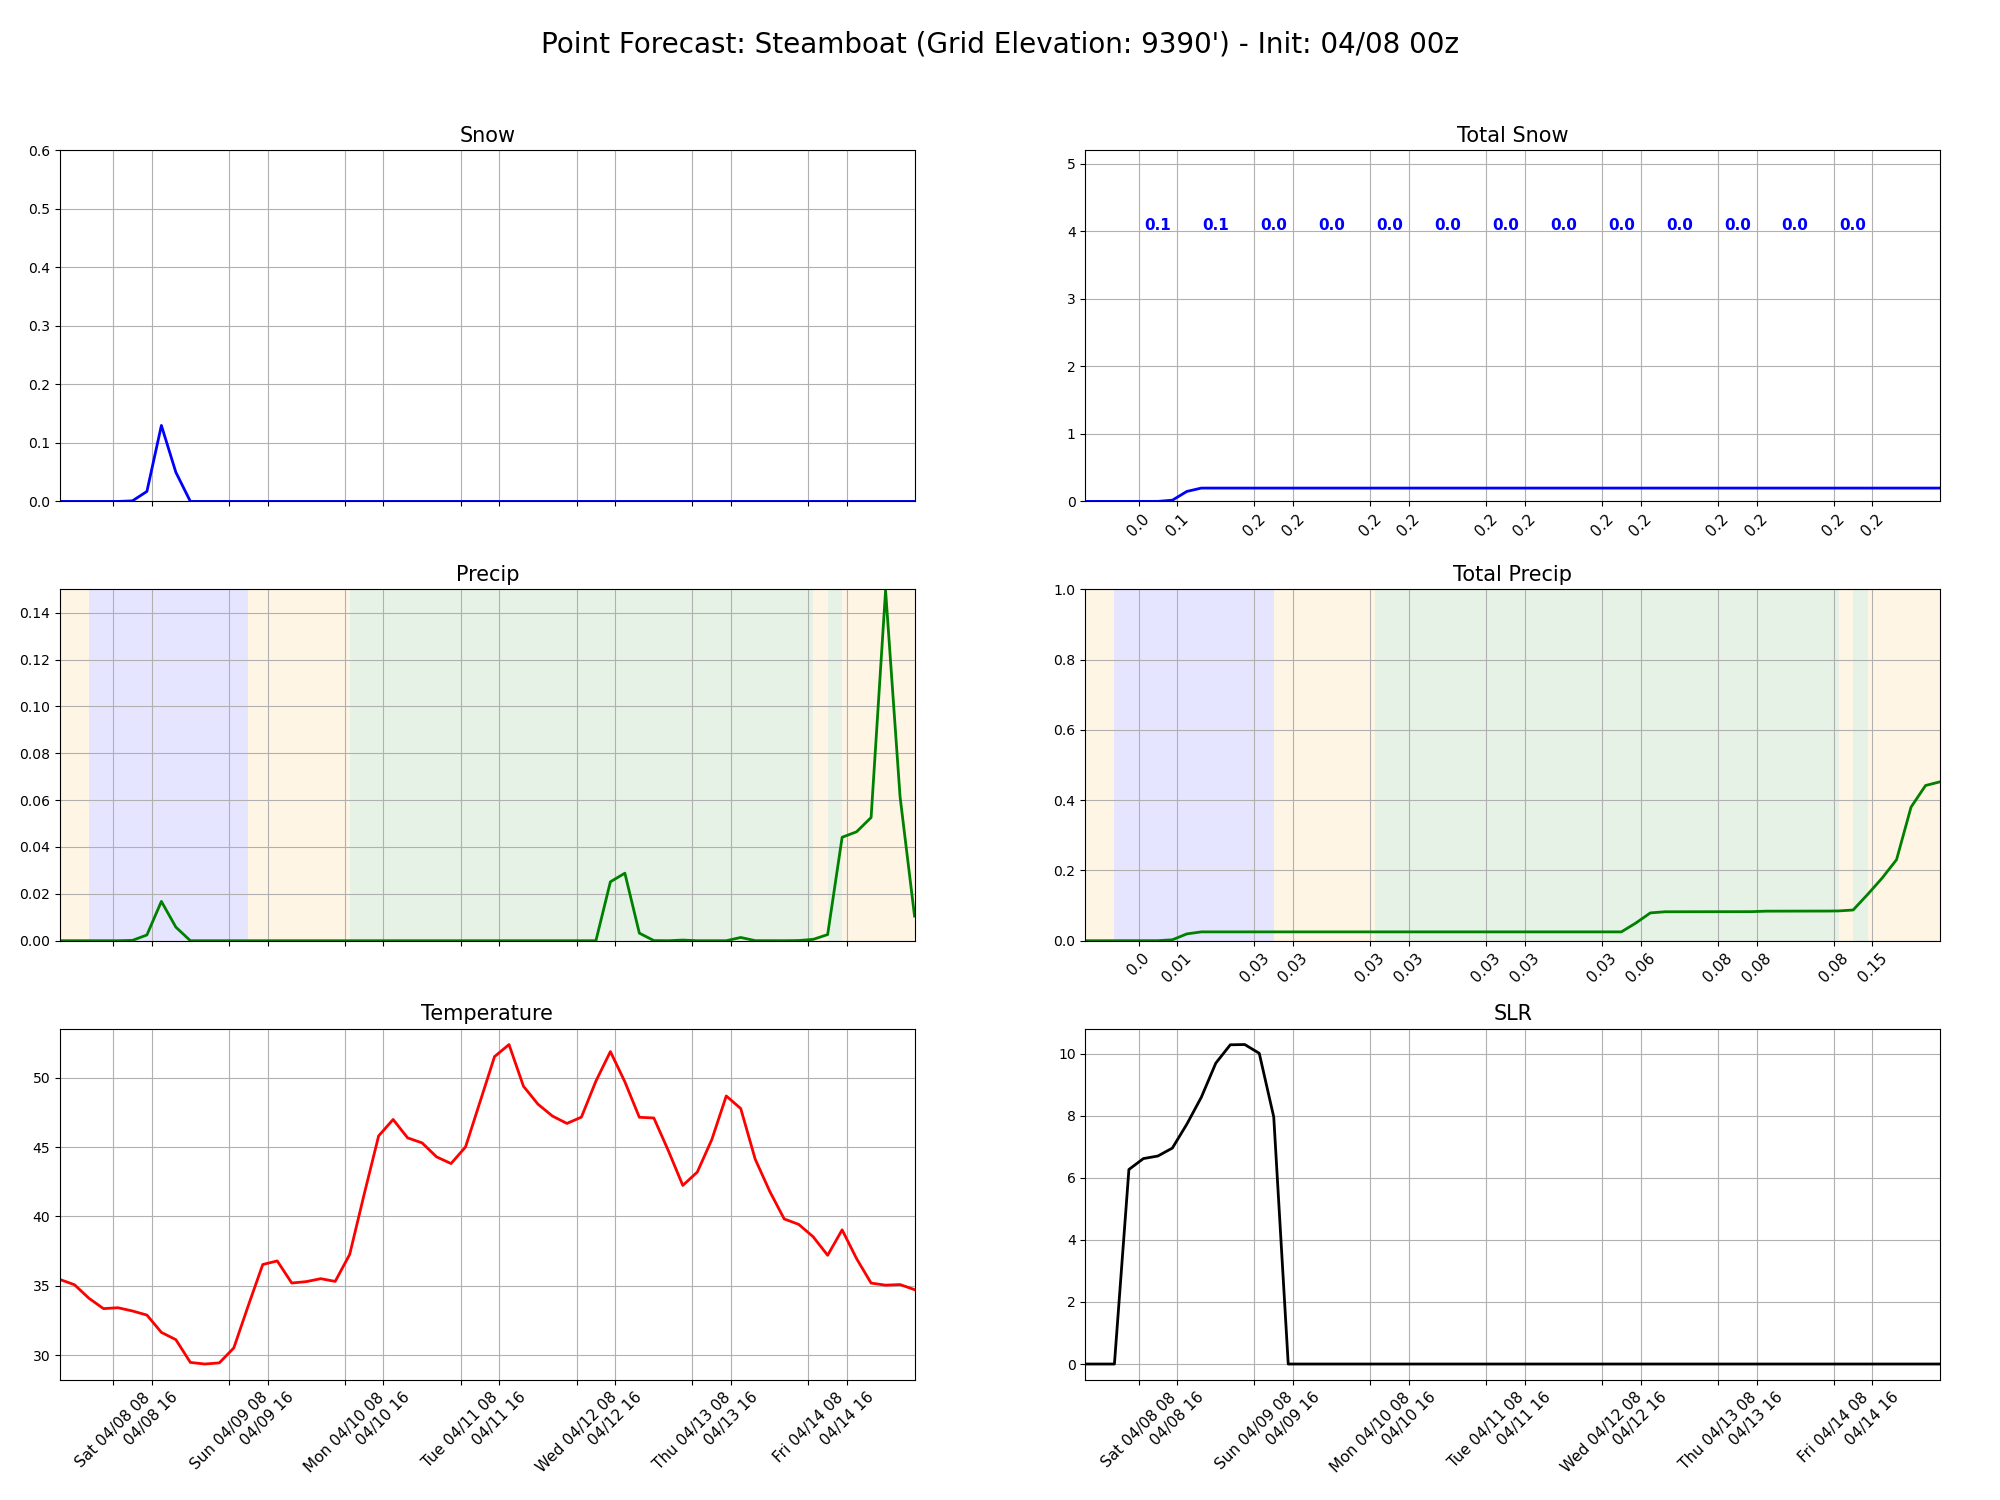 Point Forecast: Steamboat (Grid Elevation: 9390') - Init: 04/08 00z
Snow
0.6
0.5
0.4
0.3
0.2
0.1
0.0
Total Snow
5
4
3
2
1
0
0.1 0.1 0.0 0.0 0.0 0.0 0.0 0.0 0.0 0.0 0.0 0.0 0.0
0.0 0.1 0.2 0.2 0.2 0.2 0.2 0.2 0.2 0.2 0.2 0.2 0.2 0.2
Precip
0.14
0.12
0.10
0.08
0.06
0.04
0.02
0.00
Total Precip
1.0
0.8
0.6
0.4
0.2
0.0
0.0 0.01 0.03 0.03 0.03 0.03 0.03 0.03 0.03 0.06 0.08 0.08 0.08 0.15
Temperature
50
45
40
35
30
Sat 04/08 08
04/08 16
Sun 04/09 08
04/09 16
Mon 04/10 08
04/10 16
Tue 04/11 08
04/11 16
Wed 04/12 08
04/12 16
Thu 04/13 08
04/13 16
Fri 04/14 08
04/14 16
SLR
10
8
6
4
2
0
Sat 04/08 08
04/08 16
Sun 04/09 08
04/09 16
Mon 04/10 08
04/10 16
Tue 04/11 08
04/11 16
Wed 04/12 08
04/12 16
Thu 04/13 08
04/13 16
Fri 04/14 08
04/14 16